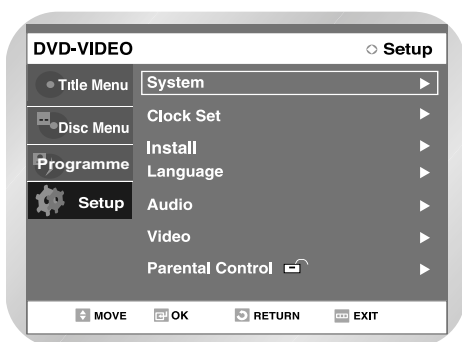 DVD-VIDEO Setup
Title Menu
Disc Menu
Programme
Setup
System
Clock Set
Install
Language
Audio
Video
Parental Control
MOVE OK RETURN EXIT